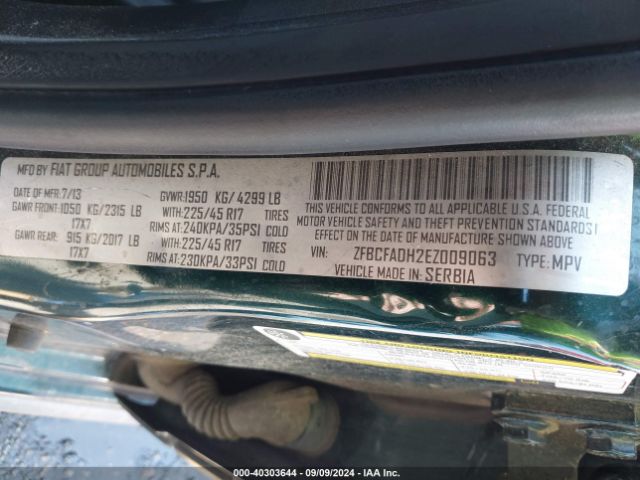 MFD BY FIAT GROUP AUTOMOBILES S.P.A.
DATE OF MFR: 7/13 GVWR: 1950 KG/ 4299 LB
GAWR FRONT: 1050 KG/2315 LB WITH: 225/45 R17
17X7 RIMS AT: 240KPA/35PSI COLD
GAWR REAR: 915 KG/2017 LB WITH: 225/45 R17
17X7 RIMS AT: 230KPA/33PSI COLD
THIS VEHICLE CONFORMS TO ALL APPLICABLE U.S.A. FEDERAL
MOTOR VEHICLE SAFETY AND THEFT PREVENTION STANDARDS I
N EFFECT ON THE DATE OF MANUFACTURE SHOWN ABOVE.
VIN: ZFBCFADH2EZ009063 TYPE: MPV
VEHICLE MADE IN SERBIA
000-40303644 - 09/09/2024 - IAA Inc.